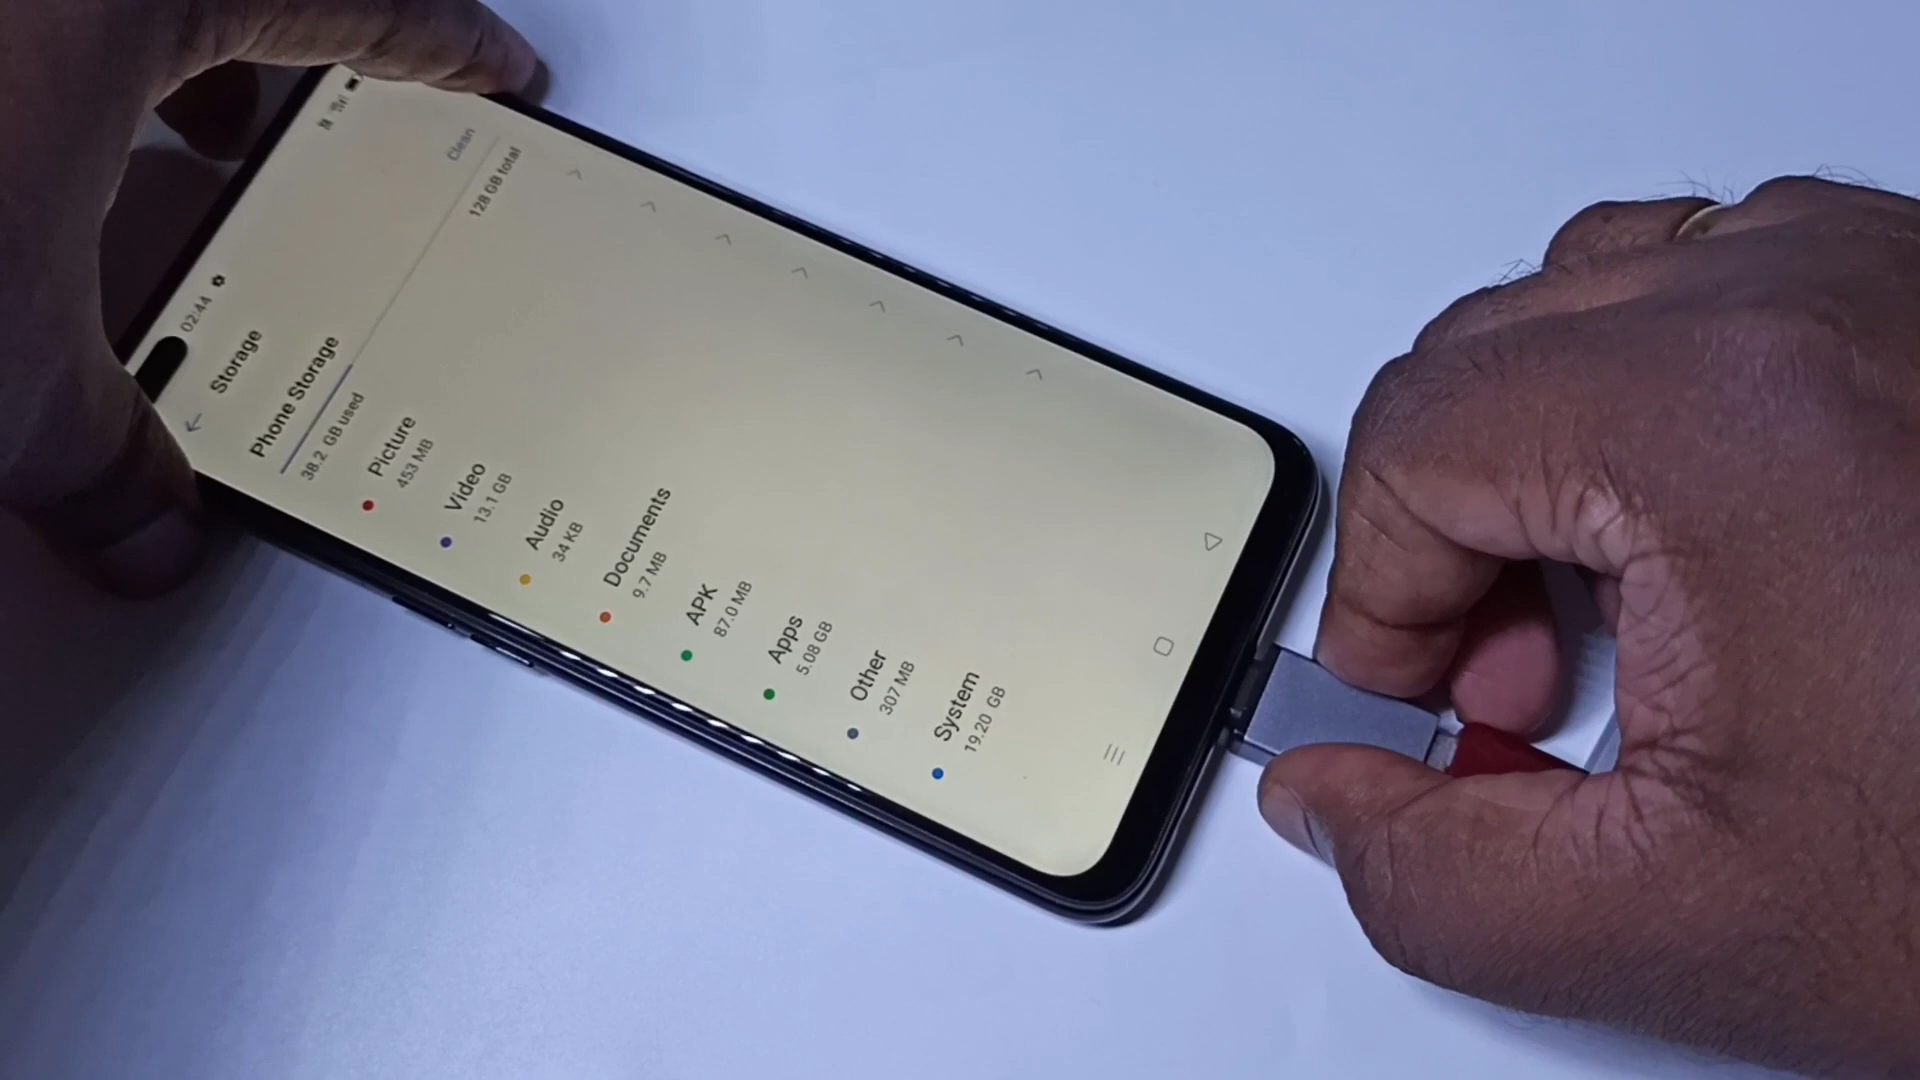 02:44
Storage
Phone Storage
Clean
38.2 GB used
128 GB total
Picture
453 MB
Video
13.1 GB
Audio
34 KB
Documents
9.7 MB
APK
87.0 MB
Apps
5.08 GB
Other
307 MB
System
19.20 GB